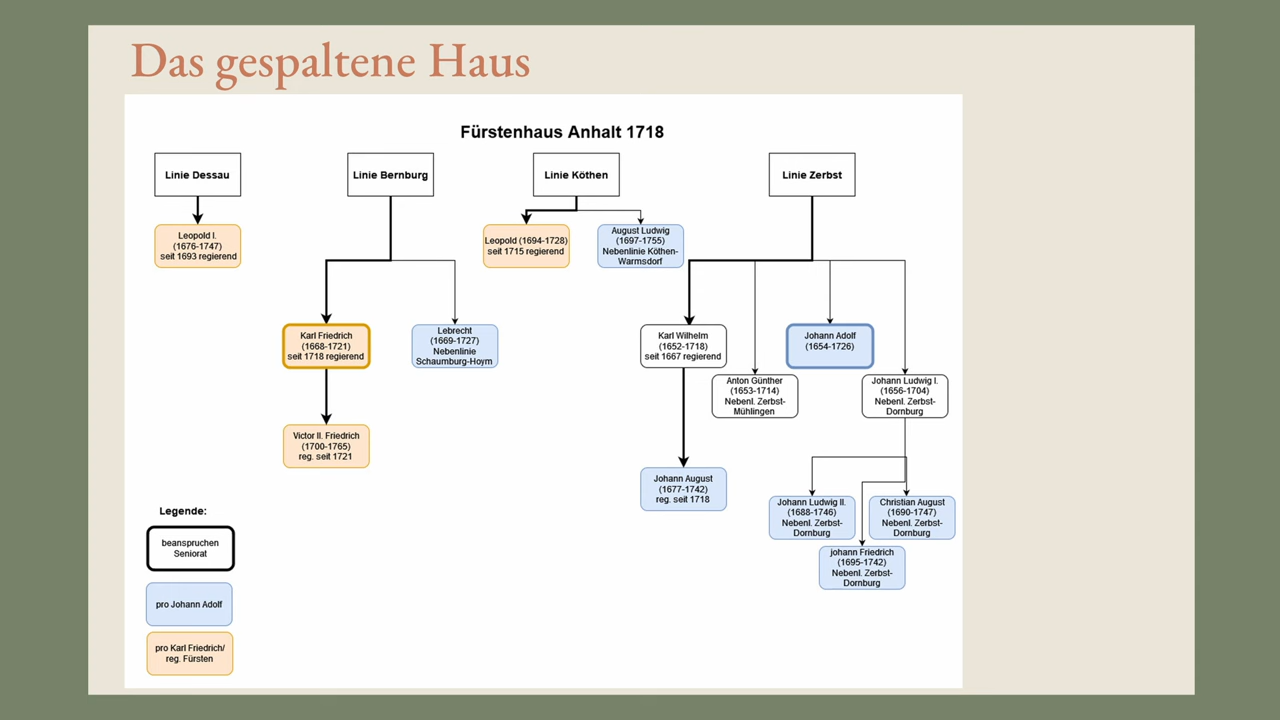 Das gespaltene Haus
Fürstenhaus Anhalt 1718
Linie Dessau
Linie Bernburg
Linie Köthen
Linie Zerbst
Leopold I.
(1676-1747)
seit 1693 regierend
Leopold (1694-1728)
seit 1715 regierend
August Ludwig
(1697-1755)
Nebenlinie Köthen-
Warmsdorf
Karl Friedrich
(1668-1721)
seit 1718 regierend
Lebrecht
(1669-1727)
Nebenlinie
Schaumburg-Hoym
Karl Wilhelm
(1652-1718)
seit 1667 regierend
Johann Adolf
(1654-1726)
Anton Günther
(1653-1714)
Nebenl. Zerbst-
Mühlingen
Johann Ludwig I.
(1656-1704)
Nebenl. Zerbst-
Dornburg
Victor II. Friedrich
(1700-1765)
reg. seit 1721
Johann August
(1677-1742)
reg. seit 1718
Johann Ludwig II.
(1688-1746)
Nebenl. Zerbst-
Dornburg
Christian August
(1690-1747)
Nebenl. Zerbst-
Dornburg
johann Friedrich
(1695-1742)
Nebenl. Zerbst-
Dornburg
Legende:
beanspruchen
Seniorat
pro Johann Adolf
pro Karl Friedrich/
reg. Fürsten